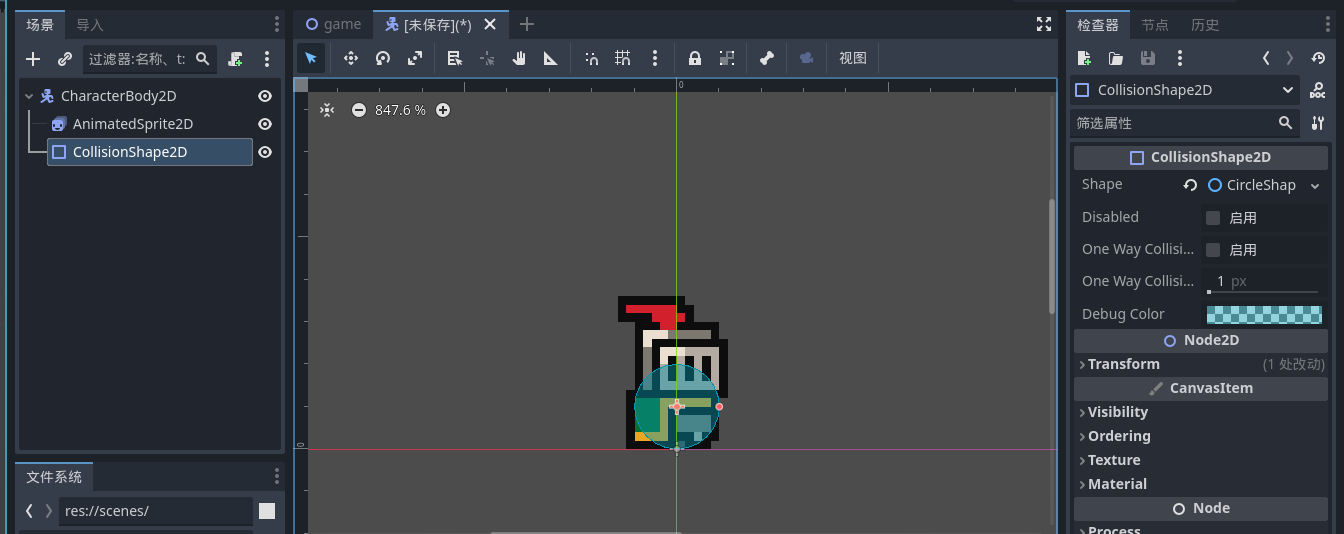 场景 导入
过滤器:名称、t:
CharacterBody2D
AnimatedSprite2D
CollisionShape2D
文件系统
res://scenes/
game [未保存](*)
视图
0
847.6 %
0
检查器 节点 历史
CollisionShape2D
筛选属性
CollisionShape2D
Shape CircleShap
Disabled 启用
One Way Collisi... 启用
One Way Collisi... 1 px
Debug Color
Node2D
Transform (1 处改动)
CanvasItem
Visibility
Ordering
Texture
Material
Node
Process